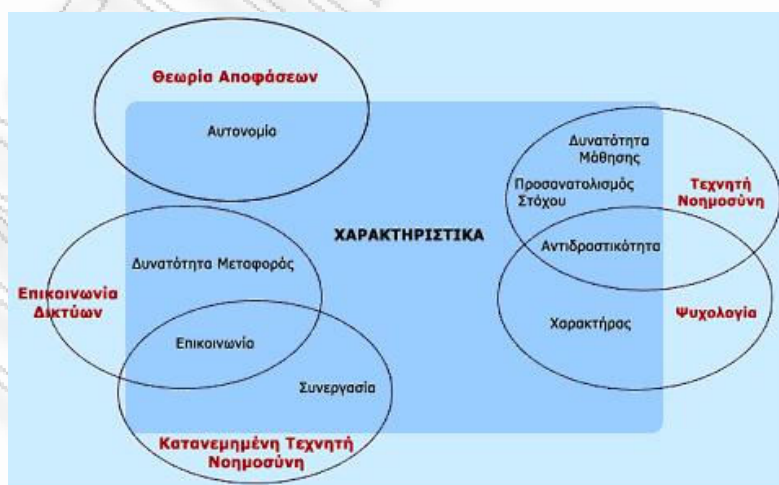 Θεωρία Αποφάσεων
Αυτονομία
Δυνατότητα
Μάθησης
Προσανατολισμός
Στόχου
Τεχνητή
Νοημοσύνη
ΧΑΡΑΚΤΗΡΙΣΤΙΚΑ
Αντιδραστικότητα
Δυνατότητα Μεταφοράς
Επικοινωνία
Δικτύων
Χαρακτήρας
Ψυχολογία
Επικοινωνία
Συνεργασία
Κατανεμημένη Τεχνητή
Νοημοσύνη